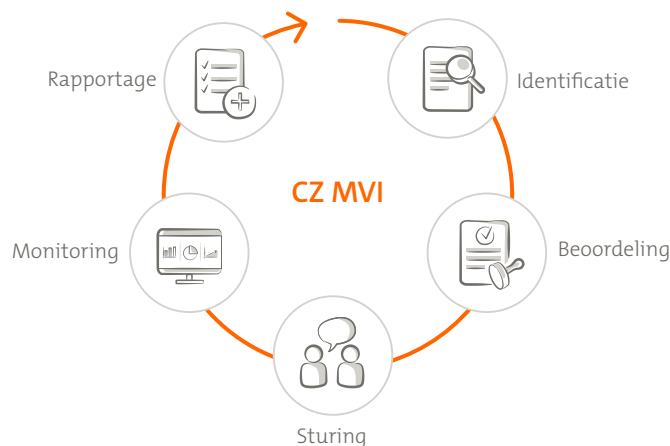 Rapportage
Identificatie
CZ MVI
Monitoring
Beoordeling
Sturing